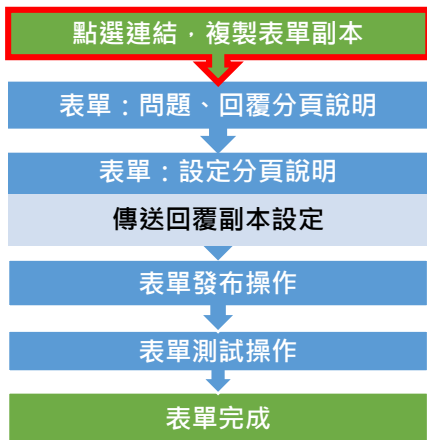 點選連結，複製表單副本
表單：問題、回覆分頁說明
表單：設定分頁說明
傳送回覆副本設定
表單發布操作
表單測試操作
表單完成